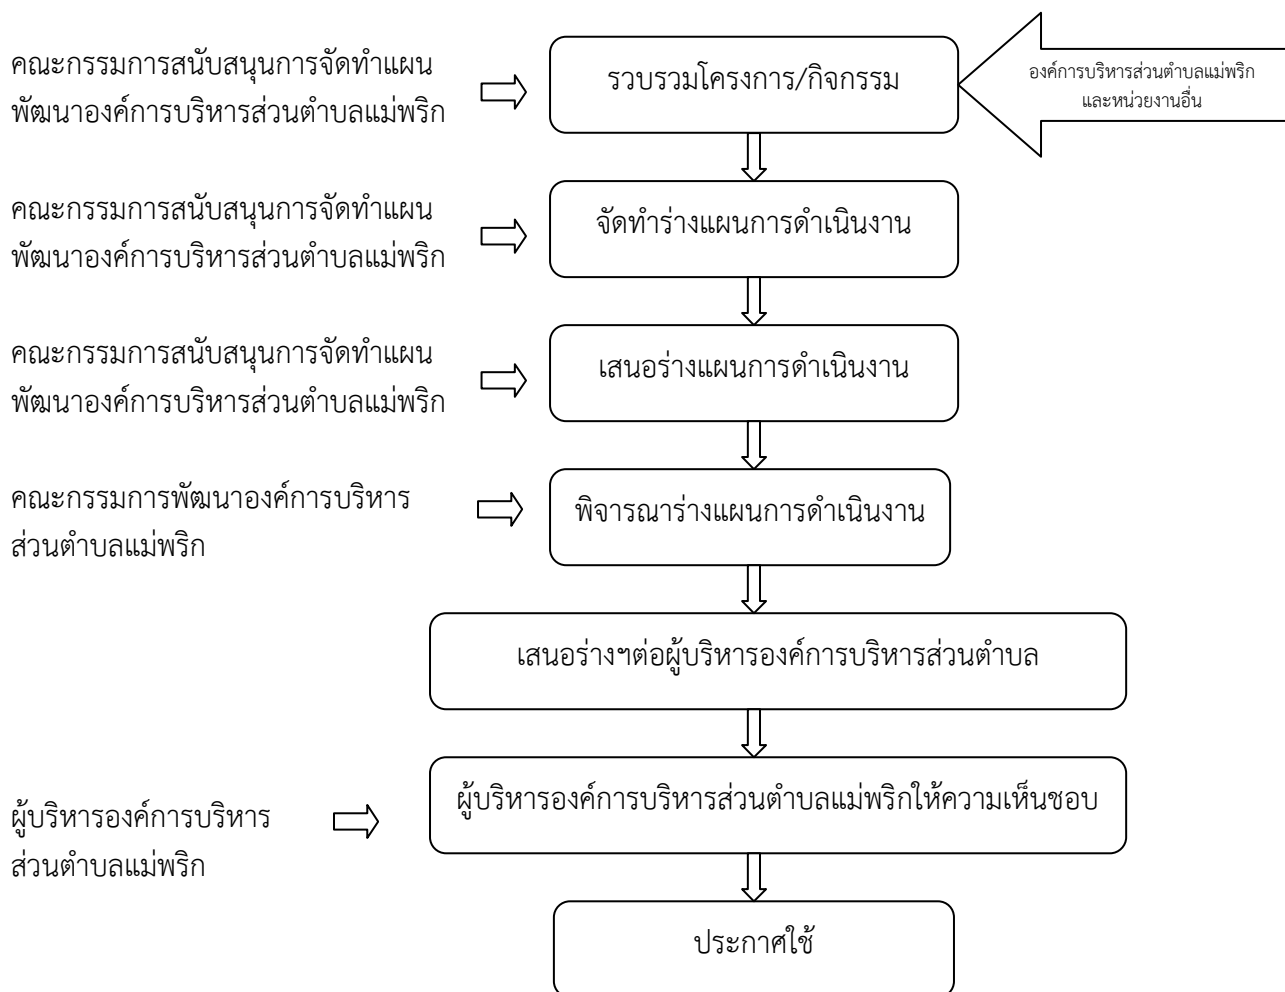 คณะกรรมการสนับสนุนการจัดทำแผน
พัฒนาองค์การบริหารส่วนตำบลแม่พริก
รวบรวมโครงการ/กิจกรรม
องค์การบริหารส่วนตำบลแม่พริก
และหน่วยงานอื่น
คณะกรรมการสนับสนุนการจัดทำแผน
พัฒนาองค์การบริหารส่วนตำบลแม่พริก
จัดทำร่างแผนการดำเนินงาน
คณะกรรมการสนับสนุนการจัดทำแผน
พัฒนาองค์การบริหารส่วนตำบลแม่พริก
เสนอร่างแผนการดำเนินงาน
คณะกรรมการพัฒนาองค์การบริหาร
ส่วนตำบลแม่พริก
พิจารณาร่างแผนการดำเนินงาน
เสนอร่างฯต่อผู้บริหารองค์การบริหารส่วนตำบล
ผู้บริหารองค์การบริหารส่วนตำบลแม่พริกให้ความเห็นชอบ
ผู้บริหารองค์การบริหาร
ส่วนตำบลแม่พริก
ประกาศใช้